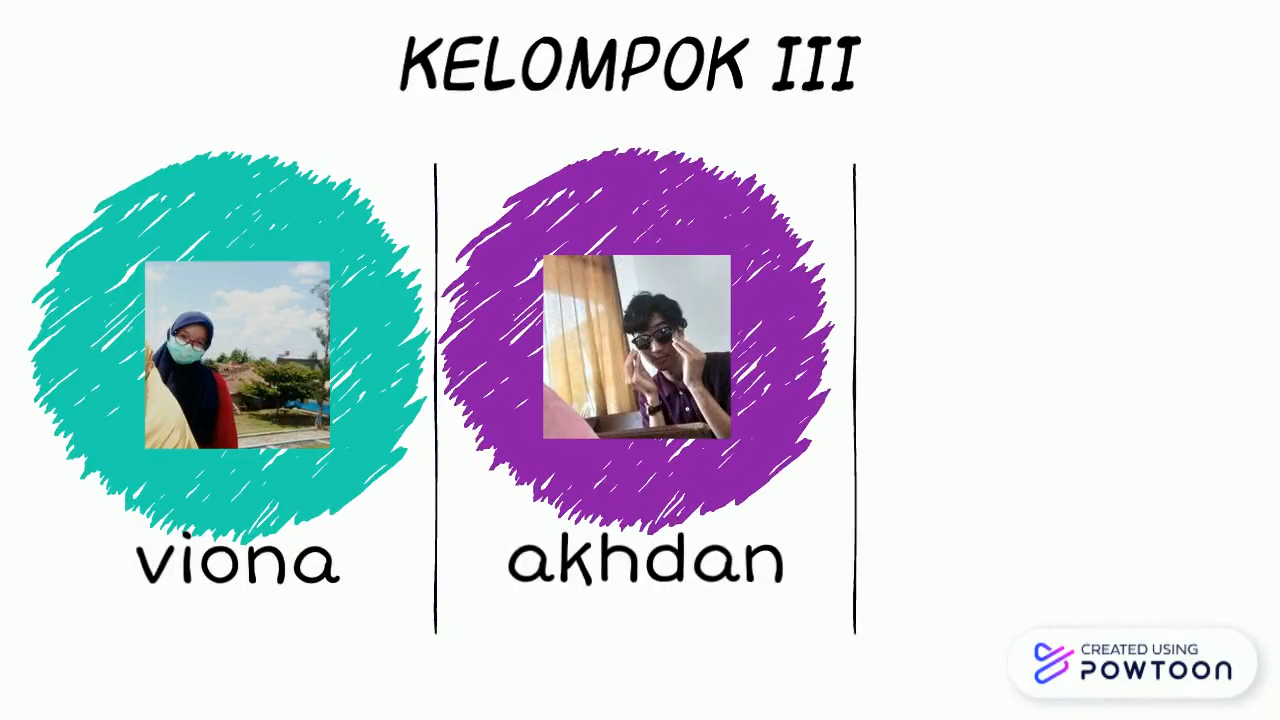 KELOMPOK III
viona
akhdan
CREATED USING
POWTOON